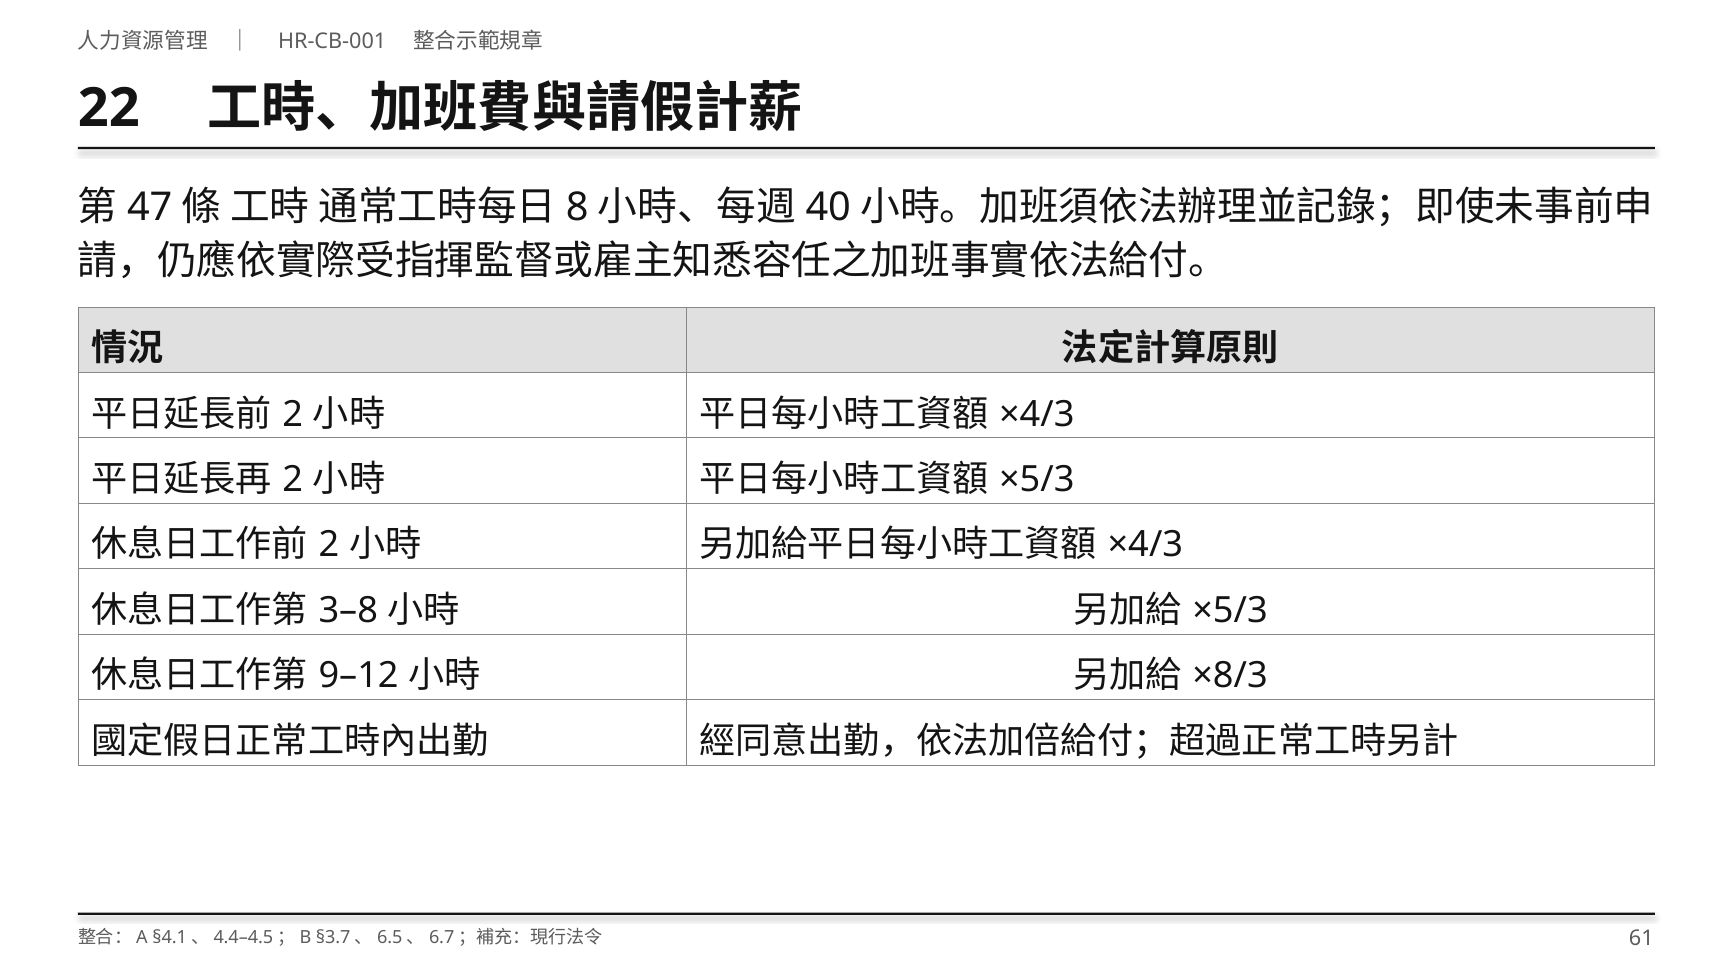 人力資源管理 ｜ HR-CB-001 整合示範規章
22 工時、加班費與請假計薪
第 47 條 工時 通常工時每日 8 小時、每週 40 小時。加班須依法辦理並記錄；即使未事前申
請，仍應依實際受指揮監督或雇主知悉容任之加班事實依法給付。
情況 法定計算原則
平日延長前 2 小時 平日每小時工資額 ×4/3
平日延長再 2 小時 平日每小時工資額 ×5/3
休息日工作前 2 小時 另加給平日每小時工資額 ×4/3
休息日工作第 3–8 小時 另加給 ×5/3
休息日工作第 9–12 小時 另加給 ×8/3
國定假日正常工時內出勤 經同意出勤，依法加倍給付；超過正常工時另計
整合： A §4.1 、 4.4–4.5 ； B §3.7 、 6.5 、 6.7 ；補充：現行法令 61